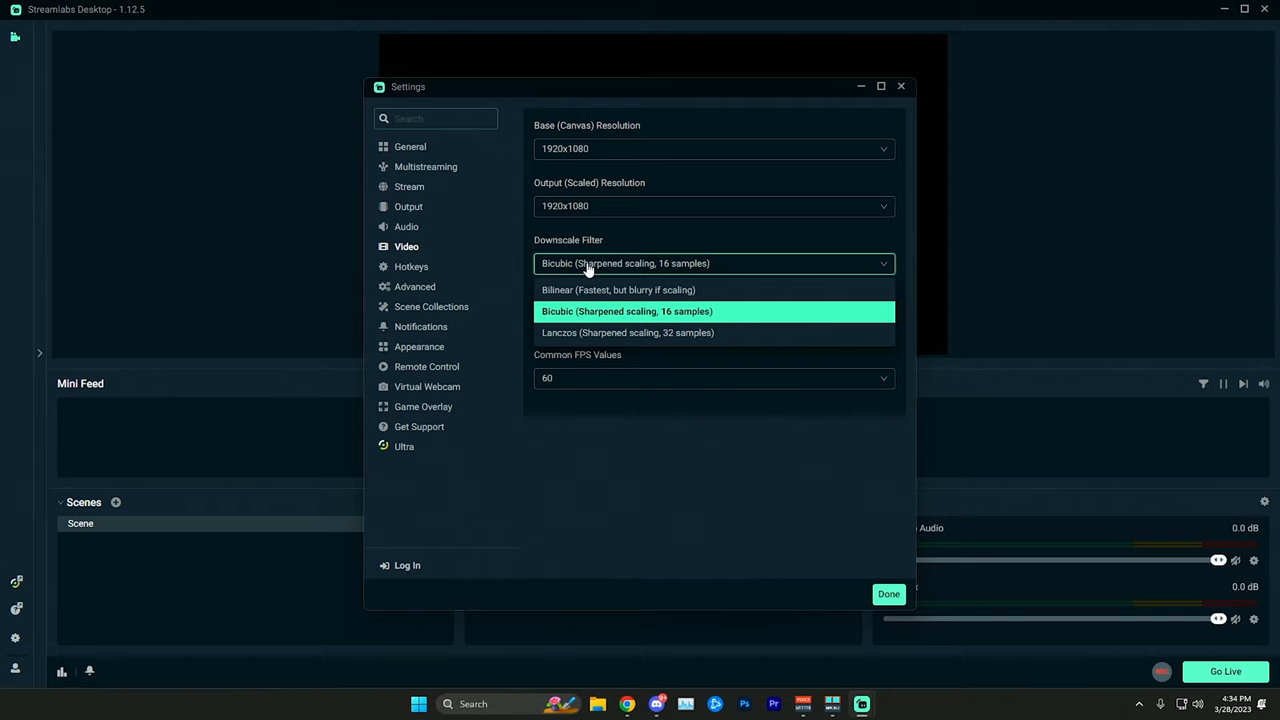 Streamlabs Desktop - 1.12.5
Settings
Search
General
Multistreaming
Stream
Output
Audio
Video
Hotkeys
Advanced
Scene Collections
Notifications
Appearance
Remote Control
Virtual Webcam
Game Overlay
Get Support
Ultra
Log In
Base (Canvas) Resolution
1920x1080
Output (Scaled) Resolution
1920x1080
Downscale Filter
Bicubic (Sharpened scaling, 16 samples)
Bilinear (Fastest, but blurry if scaling)
Bicubic (Sharpened scaling, 16 samples)
Lanczos (Sharpened scaling, 32 samples)
Common FPS Values
60
Done
Mini Feed
Scenes
Scene
Audio
0.0 dB
0.0 dB
REC
Go Live
Search
4:34 PM
3/28/2023